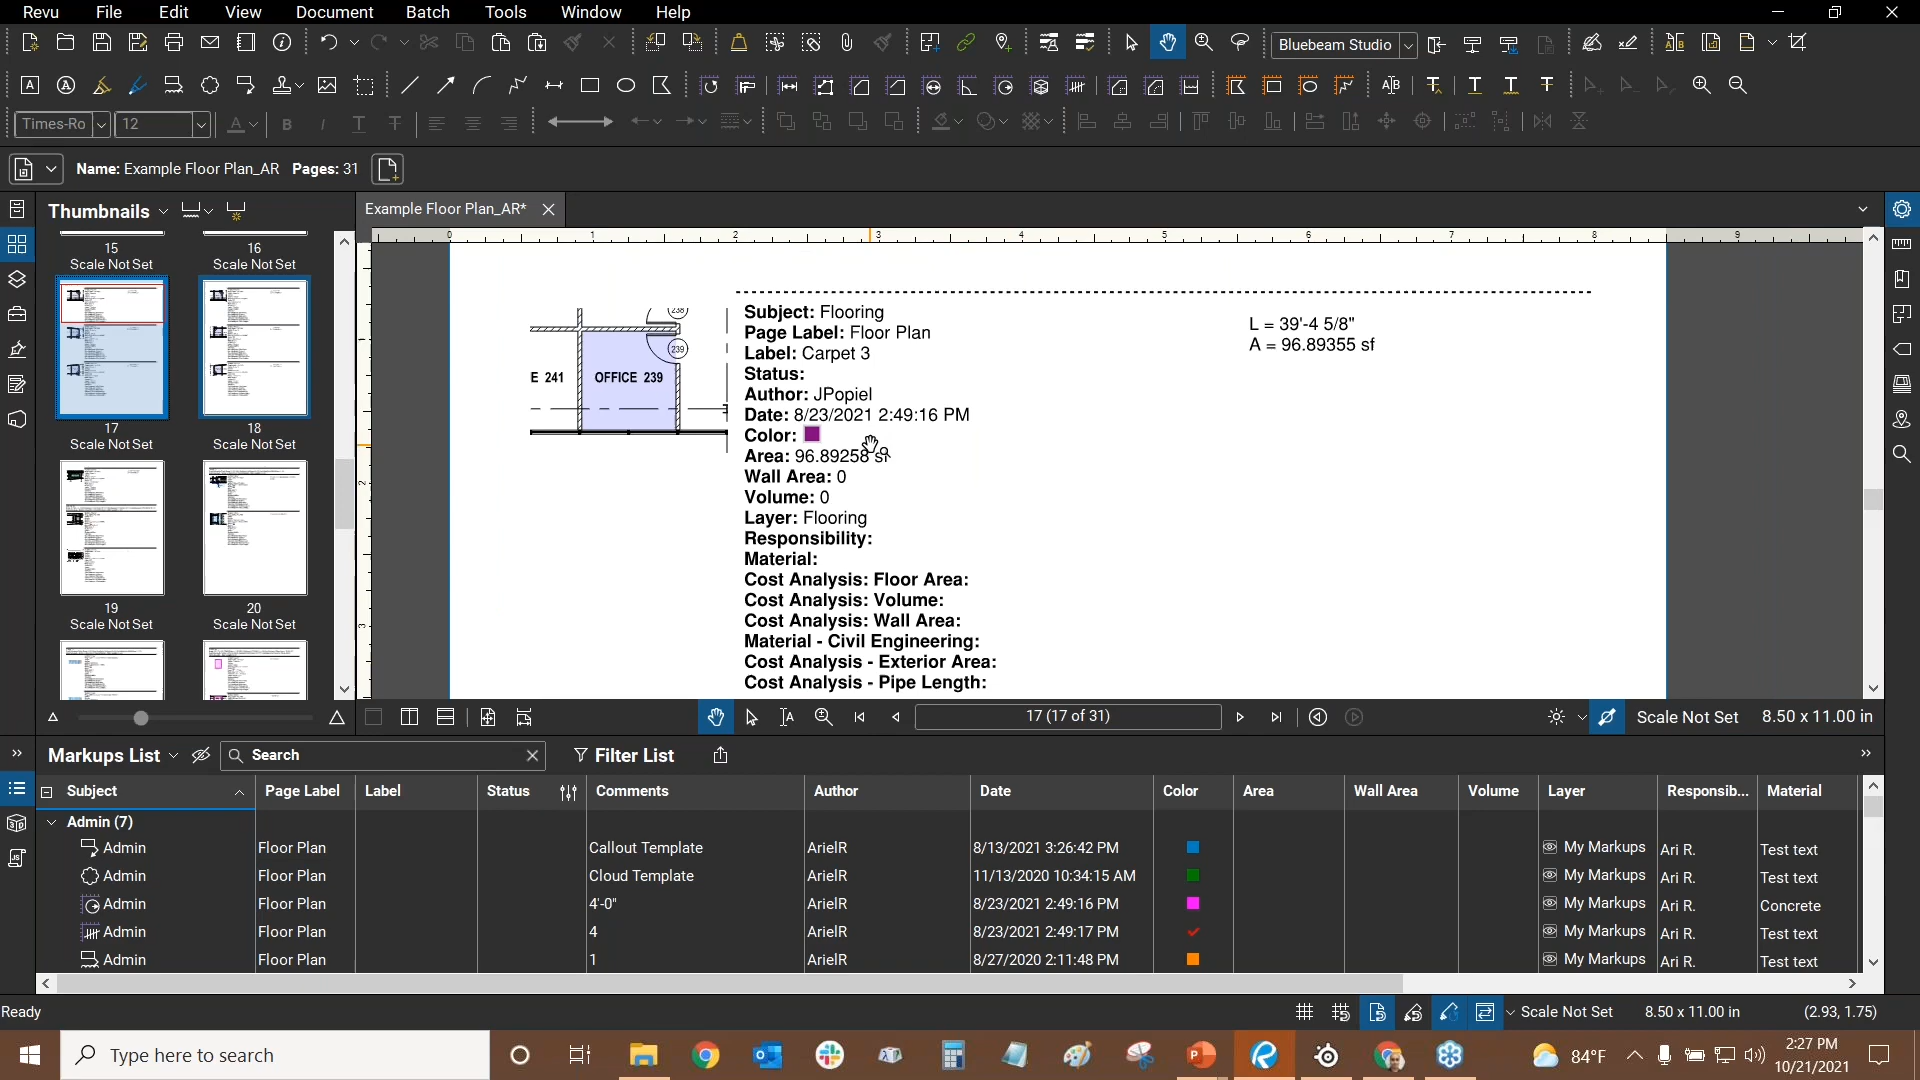 Revu File Edit View Document Batch Tools Window Help
Bluebeam Studio
Times-Ro 12
Name: Example Floor Plan_AR Pages: 31
Thumbnails
Example Floor Plan_AR*
0 1 2 3 4 5 6 7 8 9
15 16
Scale Not Set Scale Not Set
17 18
Scale Not Set Scale Not Set
19 20
Scale Not Set Scale Not Set
238
239
E 241 OFFICE 239
Subject: Flooring
Page Label: Floor Plan
Label: Carpet 3
Status:
Author: JPopiel
Date: 8/23/2021 2:49:16 PM
Color:
Area: 96.89258 sf
Wall Area: 0
Volume: 0
Layer: Flooring
Responsibility:
Material:
Cost Analysis: Floor Area:
Cost Analysis: Volume:
Cost Analysis: Wall Area:
Material - Civil Engineering:
Cost Analysis - Exterior Area:
Cost Analysis - Pipe Length:
L = 39'-4 5/8"
A = 96.89355 sf
17 (17 of 31) Scale Not Set 8.50 x 11.00 in
Markups List Search Filter List
Subject Page Label Label Status Comments Author Date Color Area Wall Area Volume Layer Responsib... Material
Admin (7)
Admin Floor Plan Callout Template ArielR 8/13/2021 3:26:42 PM My Markups Ari R. Test text
Admin Floor Plan Cloud Template ArielR 11/13/2020 10:34:15 AM My Markups Ari R. Test text
Admin Floor Plan 4'-0" ArielR 8/23/2021 2:49:16 PM My Markups Ari R. Concrete
Admin Floor Plan 4 ArielR 8/23/2021 2:49:17 PM My Markups Ari R. Test text
Admin Floor Plan 1 ArielR 8/27/2020 2:11:48 PM My Markups Ari R. Test text
Ready Scale Not Set 8.50 x 11.00 in (2.93, 1.75)
Type here to search 84°F 2:27 PM
10/21/2021